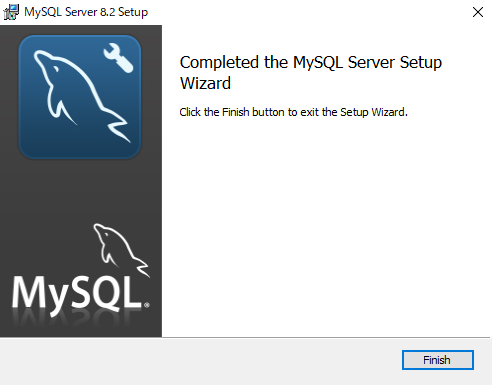 MySQL Server 8.2 Setup
Completed the MySQL Server Setup
Wizard
Click the Finish button to exit the Setup Wizard.
MySQL®
Finish